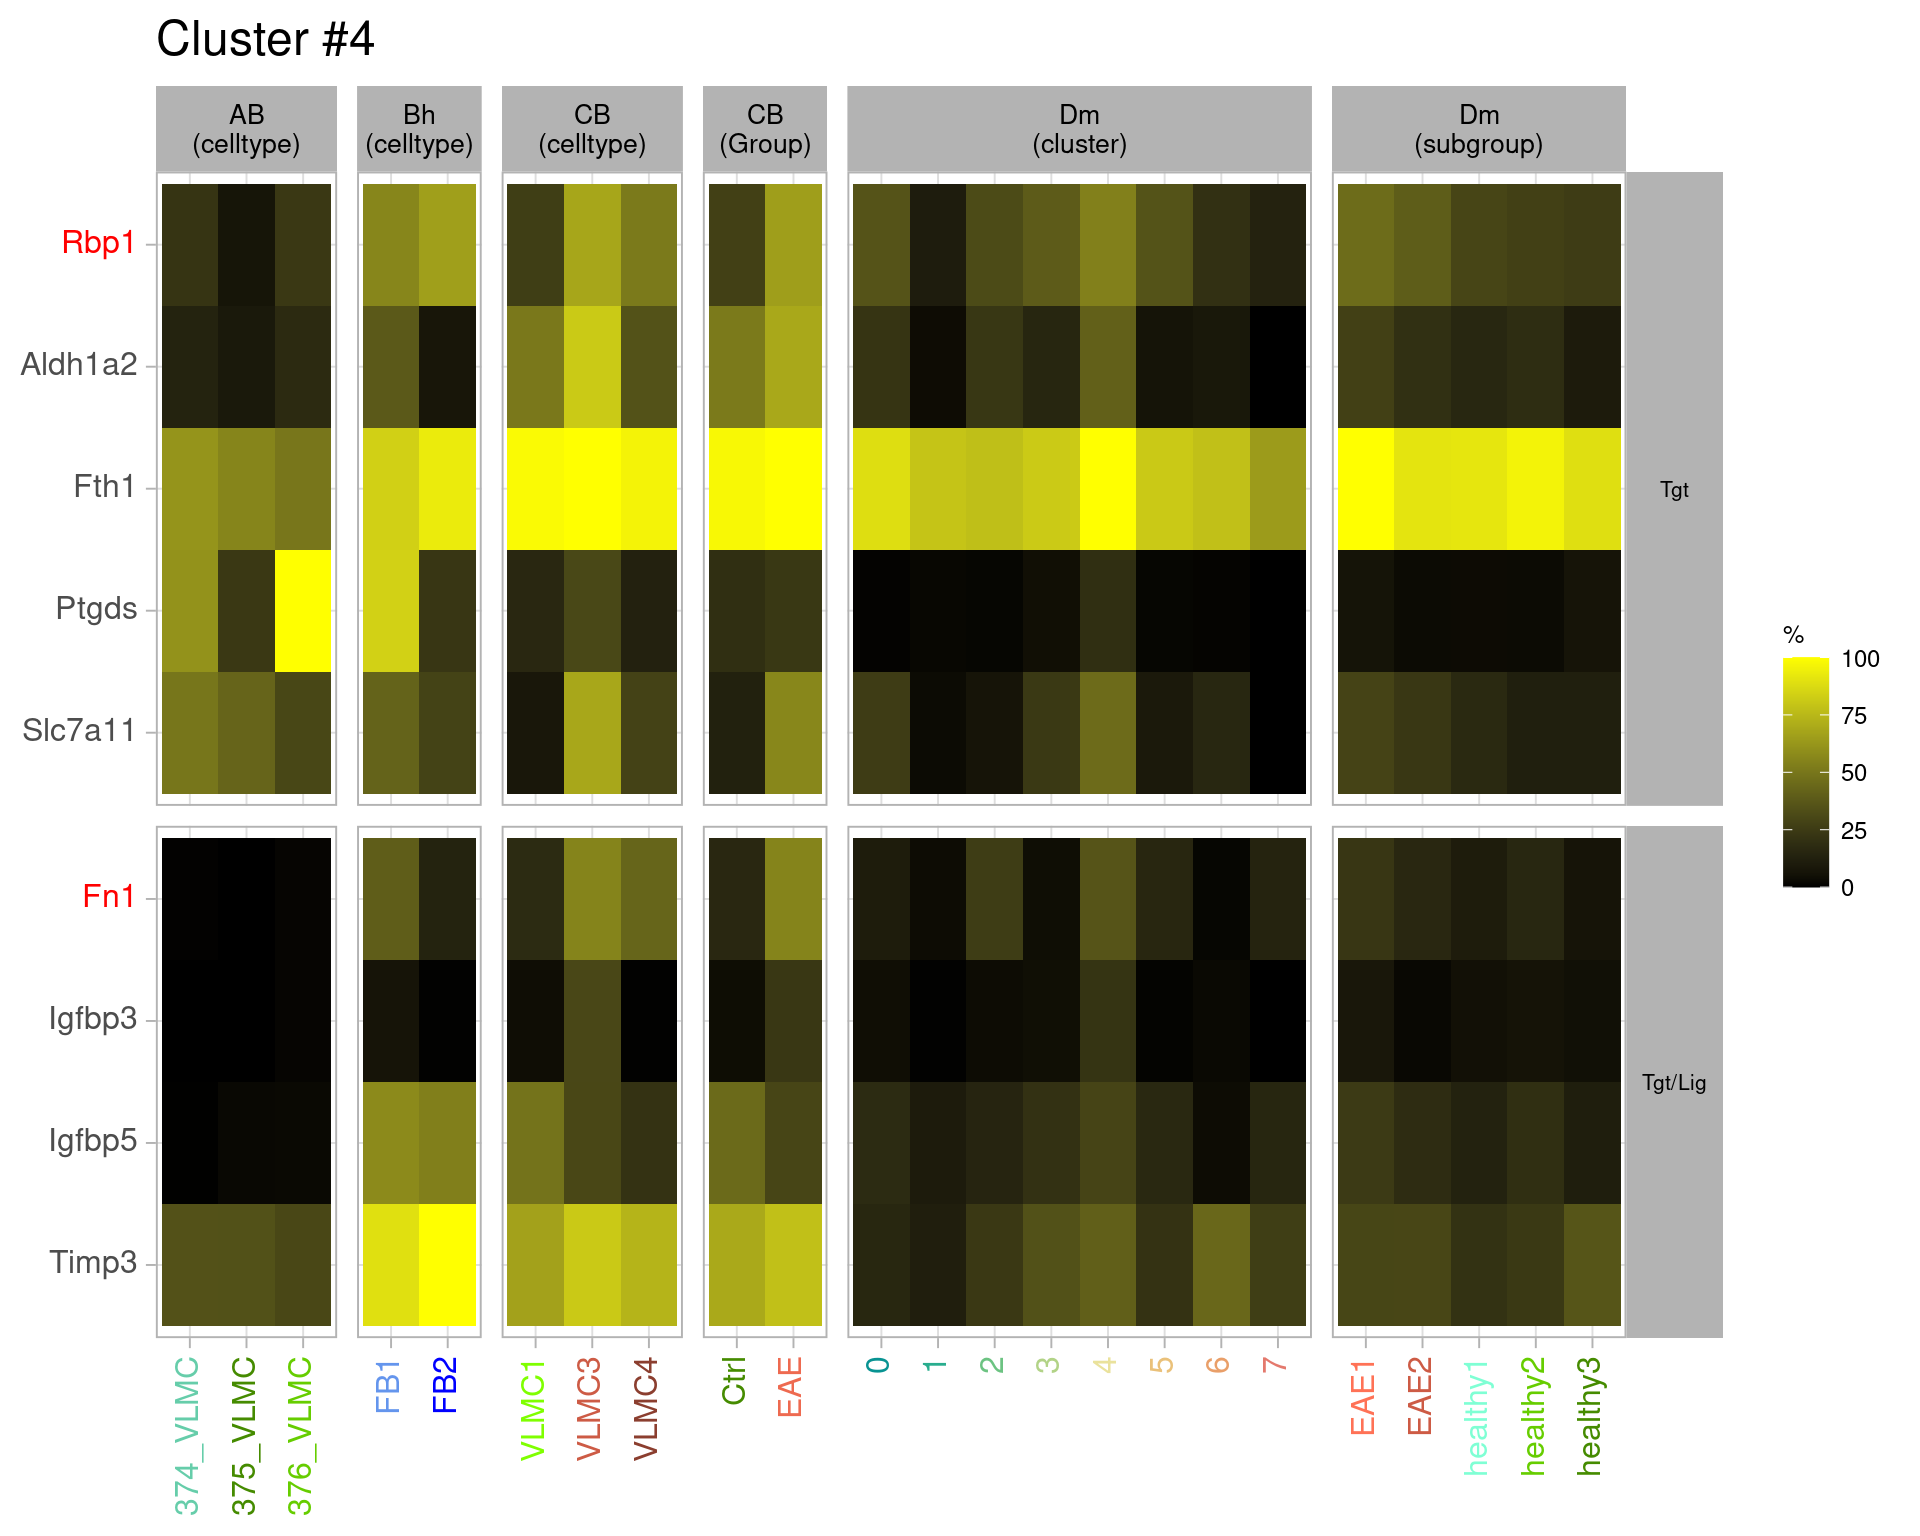 Cluster #4
AB
(celltype)
Bh
(celltype)
CB
(celltype)
CB
(Group)
Dm
(cluster)
Dm
(subgroup)
Rbp1
Aldh1a2
Fth1
Ptgds
Slc7a11
Tgt
Fn1
Igfbp3
Igfbp5
Timp3
Tgt/Lig
374_VLMC
375_VLMC
376_VLMC
FB1
FB2
VLMC1
VLMC3
VLMC4
Ctrl
EAE
0
1
2
3
4
5
6
7
EAE1
EAE2
healthy1
healthy2
healthy3
%
100
75
50
25
0